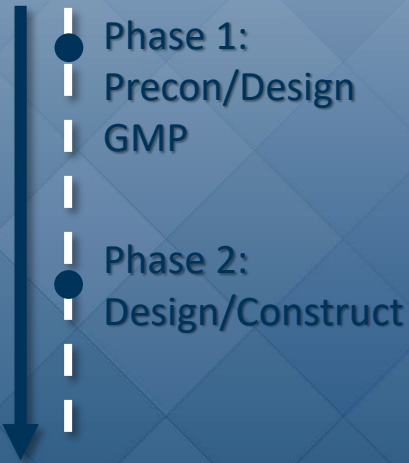 Phase 1:
Precon/Design
GMP
Phase 2:
Design/Construct